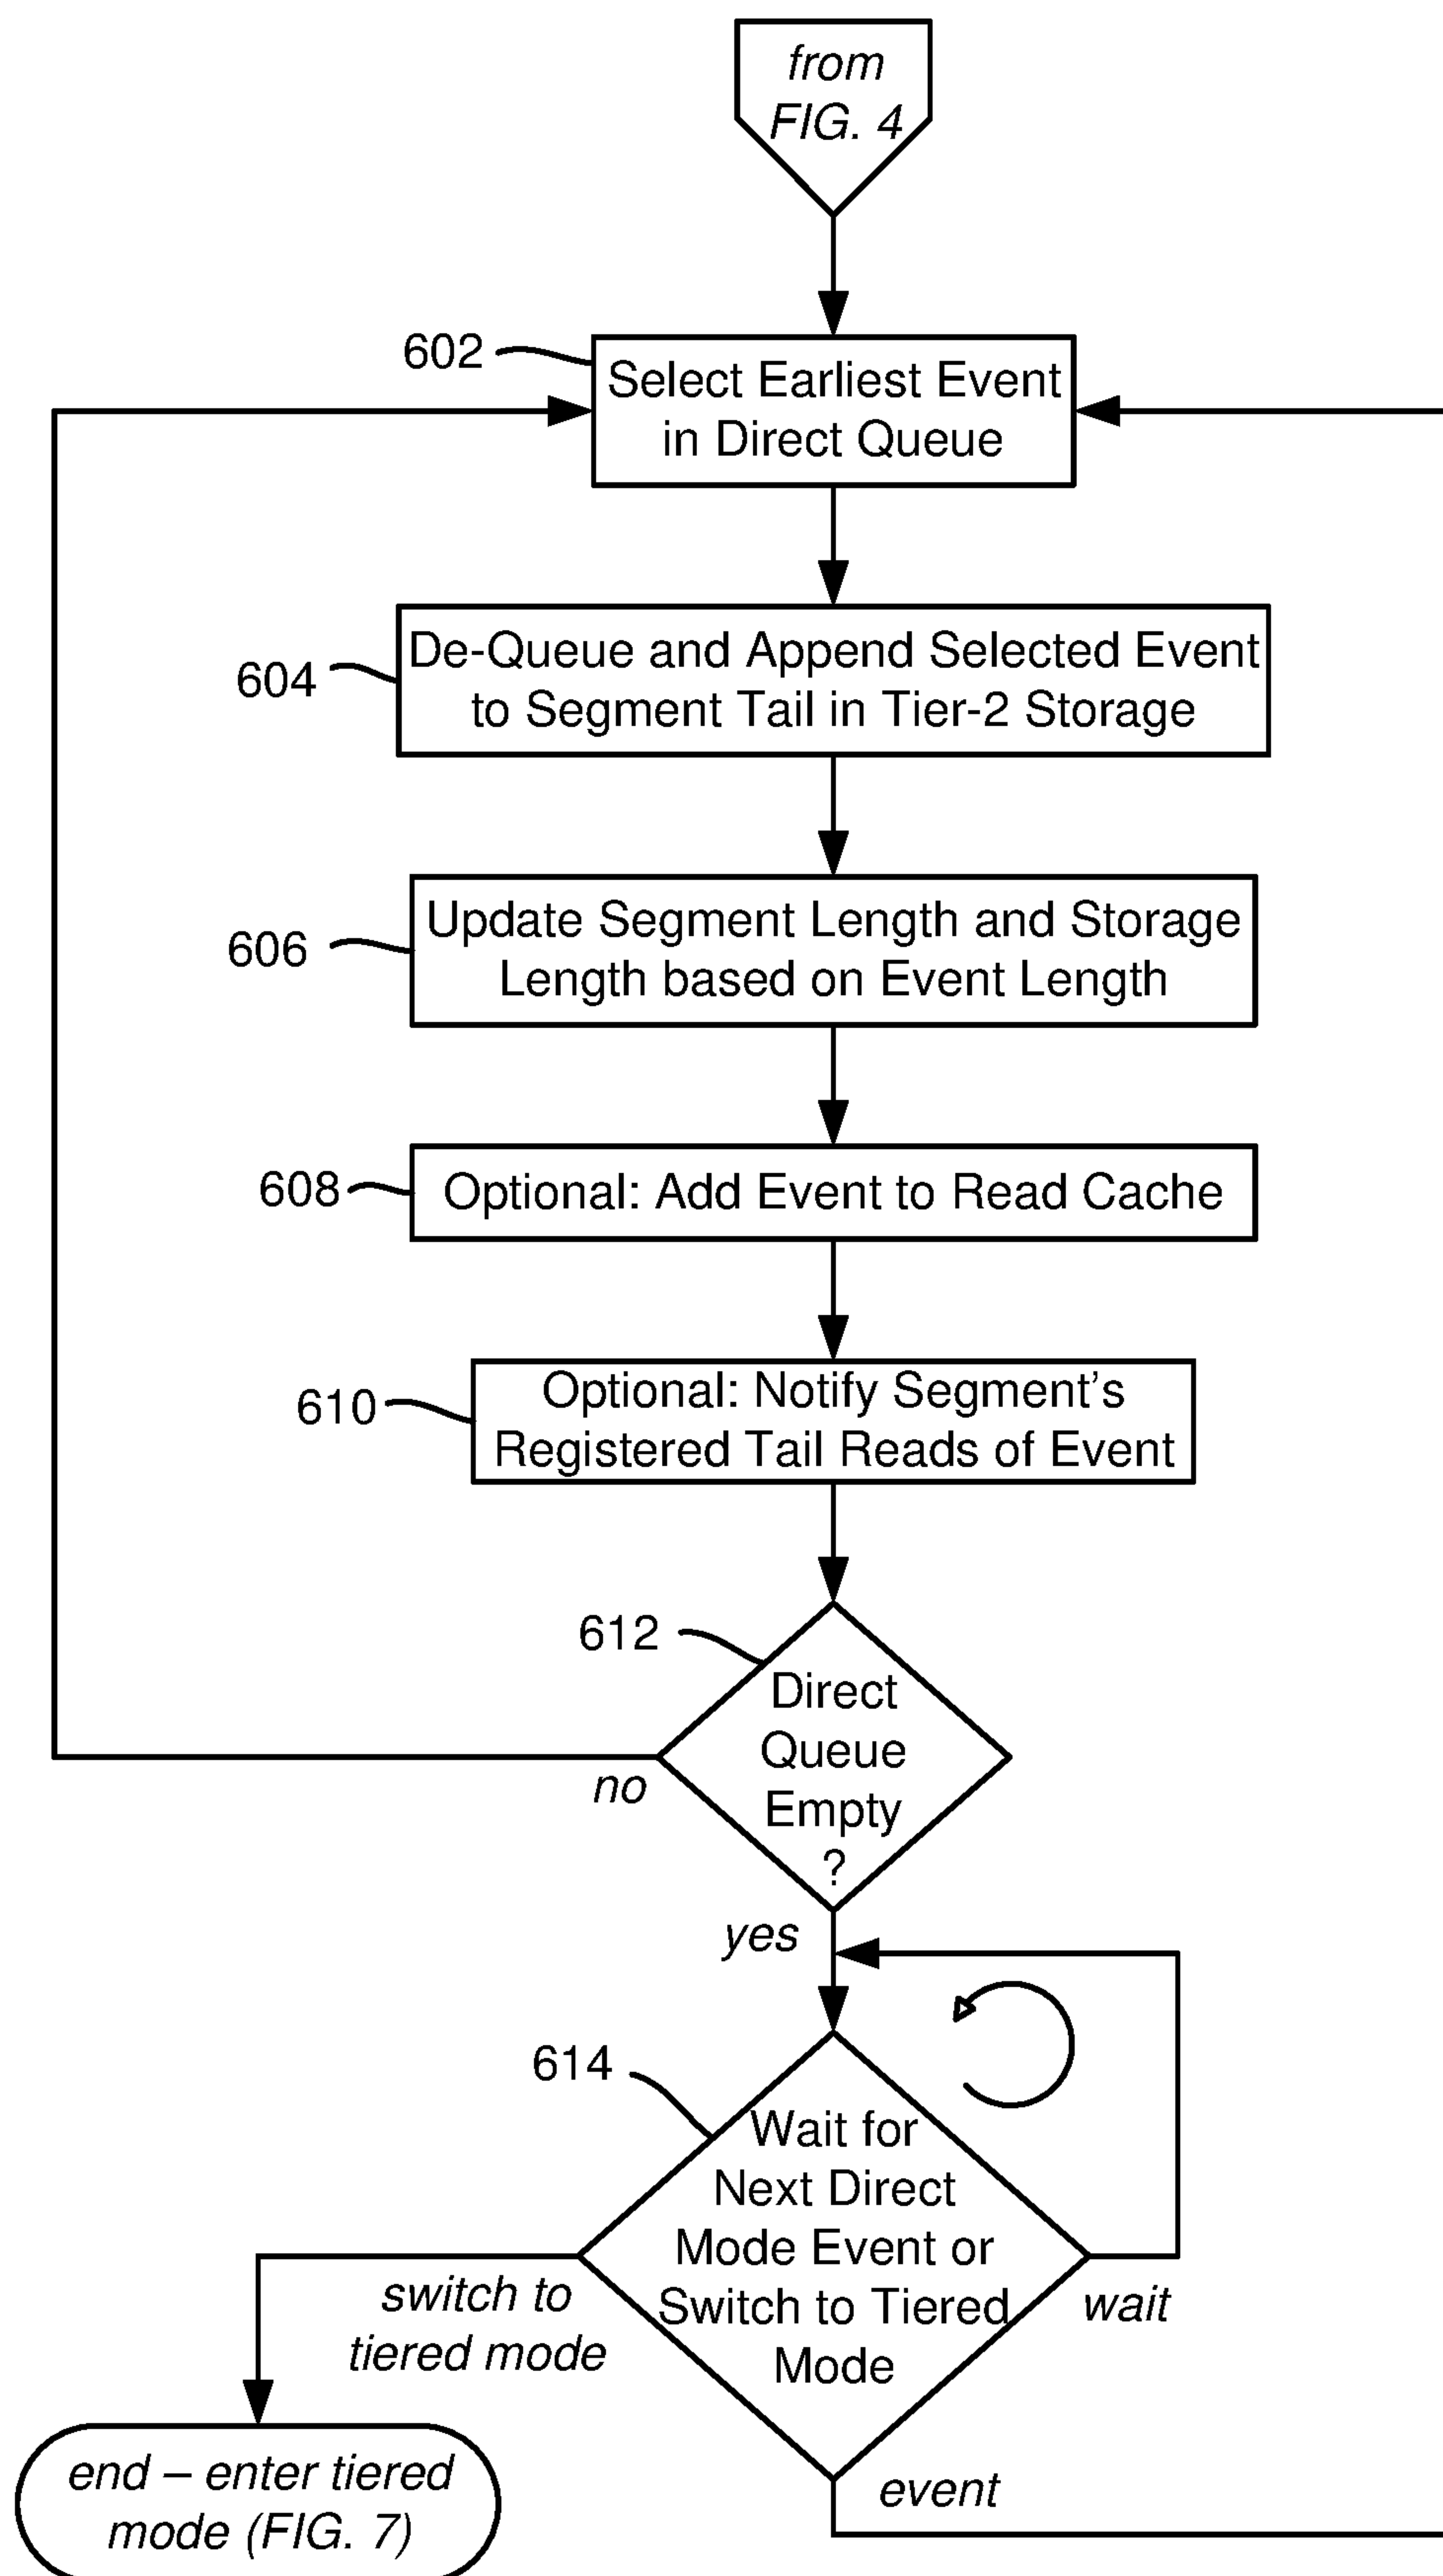 from
FIG. 4
602
Select Earliest Event
in Direct Queue
604
De-Queue and Append Selected Event
to Segment Tail in Tier-2 Storage
606
Update Segment Length and Storage
Length based on Event Length
608
Optional: Add Event to Read Cache
610
Optional: Notify Segment’s
Registered Tail Reads of Event
612
Direct
Queue
Empty
?
no
yes
614
Wait for
Next Direct
Mode Event or
Switch to Tiered
Mode
switch to
tiered mode
wait
event
end – enter tiered
mode (FIG. 7)